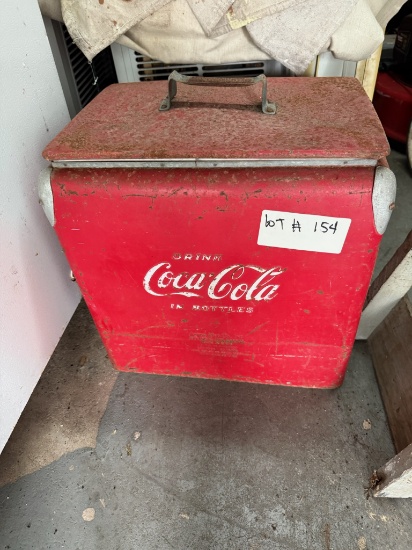 LOT # 154
DRINK
Coca-Cola
IN BOTTLES